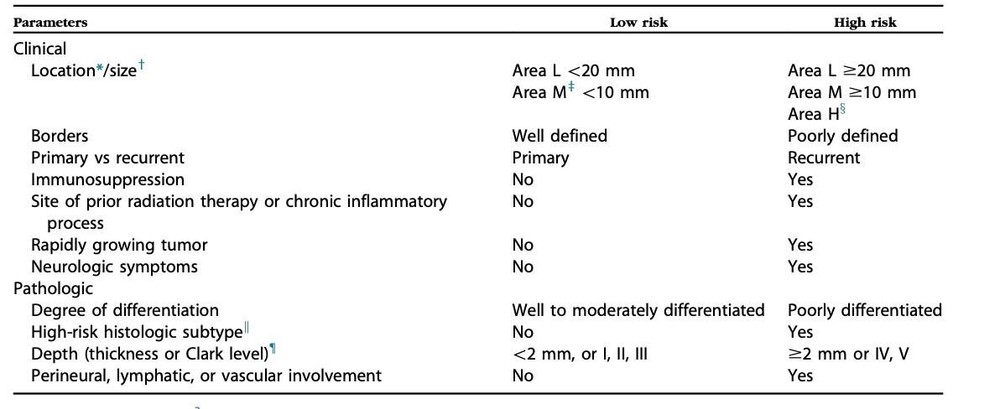 Parameters Low risk High risk
Clinical
Location*/size† Area L <20 mm Area L ≥20 mm
Area M‡ <10 mm Area M ≥10 mm
Area H§
Borders Well defined Poorly defined
Primary vs recurrent Primary Recurrent
Immunosuppression No Yes
Site of prior radiation therapy or chronic inflammatory No Yes
process
Rapidly growing tumor No Yes
Neurologic symptoms No Yes
Pathologic
Degree of differentiation Well to moderately differentiated Poorly differentiated
High-risk histologic subtype‖ No Yes
Depth (thickness or Clark level)¶ <2 mm, or I, II, III ≥2 mm or IV, V
Perineural, lymphatic, or vascular involvement No Yes